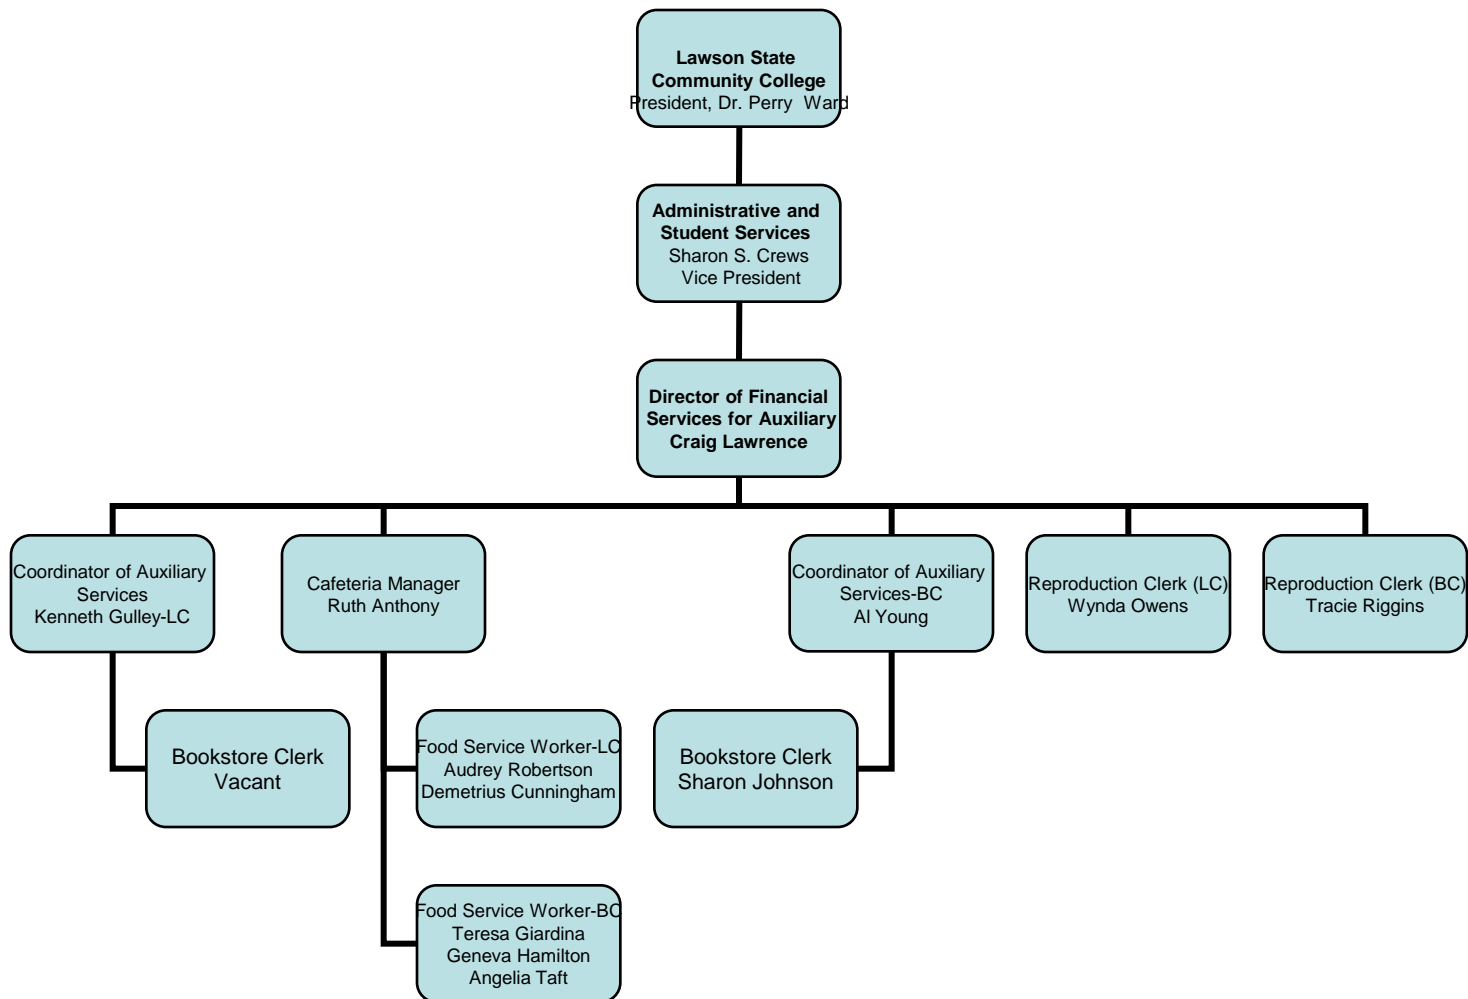 Lawson State
Community College
President, Dr. Perry  Ward
Administrative and
Student Services
Sharon S. Crews
Vice President
Director of Financial
Services for Auxiliary
Craig Lawrence
Coordinator of Auxiliary
Services
Kenneth Gulley-LC
Cafeteria Manager
Ruth Anthony
Coordinator of Auxiliary
Services-BC
Al Young
Reproduction Clerk (LC)
Wynda Owens
Reproduction Clerk (BC)
Tracie Riggins
Bookstore Clerk
Vacant
Food Service Worker-LC
Audrey Robertson
Demetrius Cunningham
Bookstore Clerk
Sharon Johnson
Food Service Worker-BC
Teresa Giardina
Geneva Hamilton
Angelia Taft